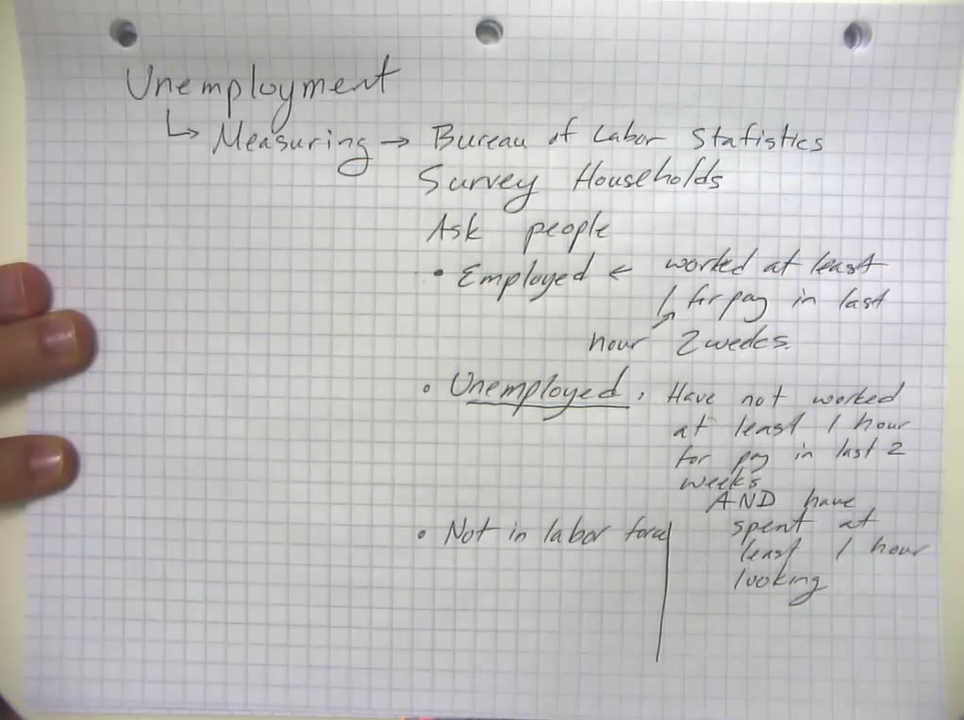 Unemployment
↳ Measuring → Bureau of Labor Statistics
Survey Households
Ask people
• Employed ← worked at least
1 for pay in last
hour 2 weeks.
• Unemployed. Have not worked
at least 1 hour
for pay in last 2
weeks
AND have
• Not in labor force spent at
least 1 hour
looking